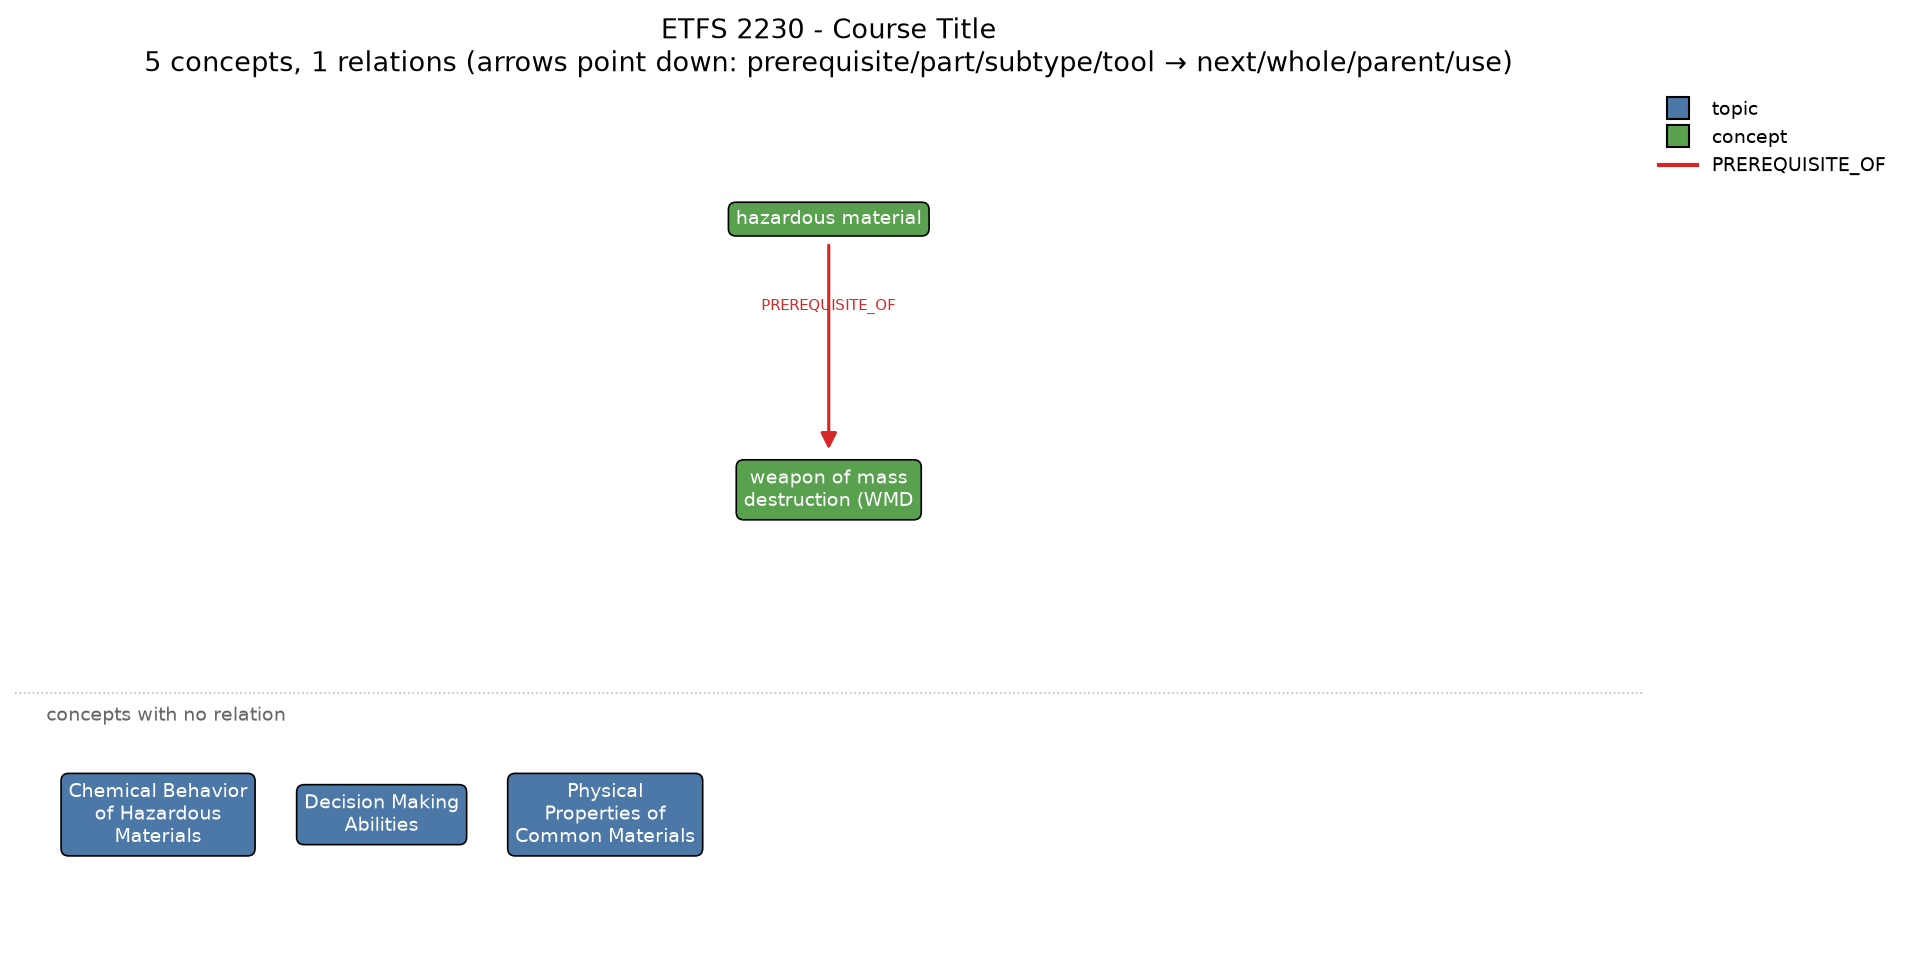 ETFS 2230 - Course Title
5 concepts, 1 relations (arrows point down: prerequisite/part/subtype/tool → next/whole/parent/use)
topic
concept
PREREQUISITE_OF
hazardous material
PREREQUISITE_OF
weapon of mass
destruction (WMD
concepts with no relation
Chemical Behavior
of Hazardous
Materials
Decision Making
Abilities
Physical
Properties of
Common Materials